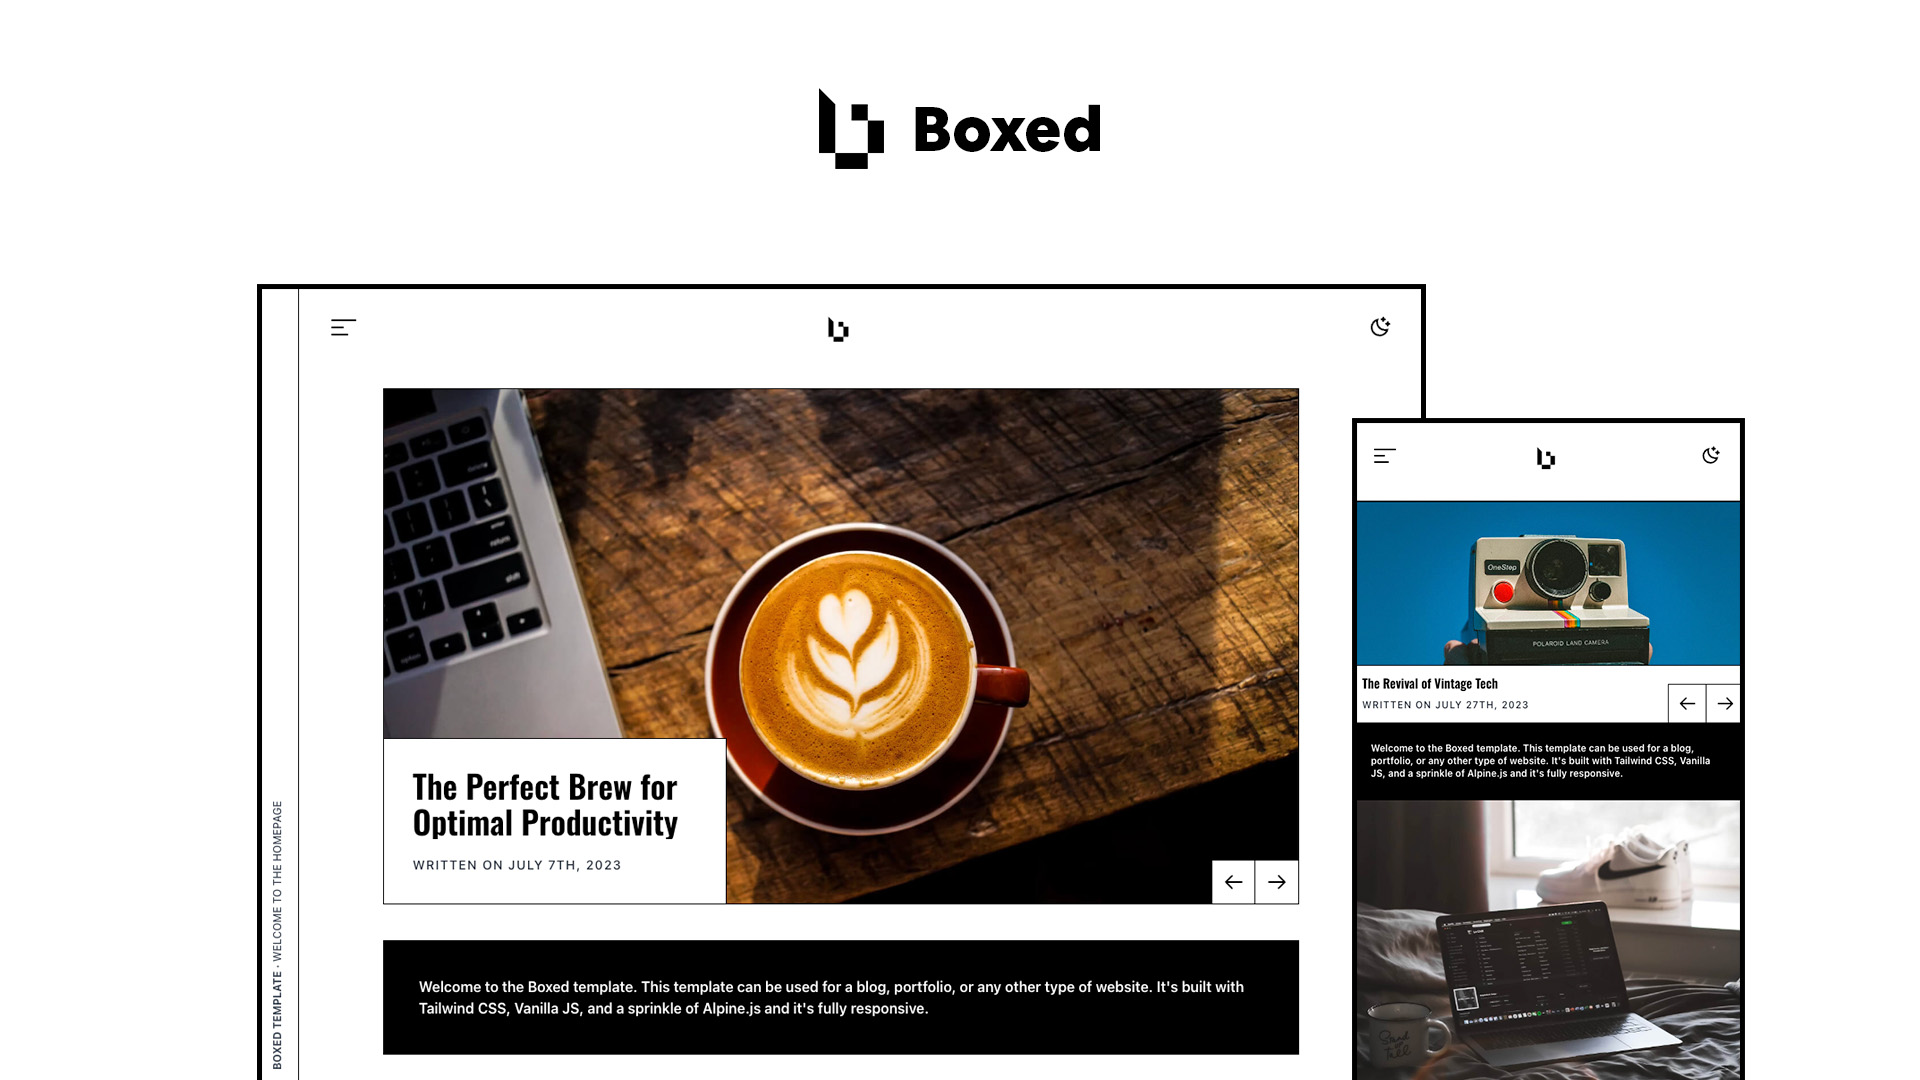 Boxed
BOXED TEMPLATE · WELCOME TO THE HOMEPAGE
enter
return
shift
option
The Perfect Brew for
Optimal Productivity
WRITTEN ON JULY 7TH, 2023
Welcome to the Boxed template. This template can be used for a blog, portfolio, or any other type of website. It's built with
Tailwind CSS, Vanilla JS, and a sprinkle of Alpine.js and it's fully responsive.
OneStep
POLAROID LAND CAMERA
The Revival of Vintage Tech
WRITTEN ON JULY 27TH, 2023
Welcome to the Boxed template. This template can be used for a blog,
portfolio, or any other type of website. It's built with Tailwind CSS, Vanilla
JS, and a sprinkle of Alpine.js and it's fully responsive.